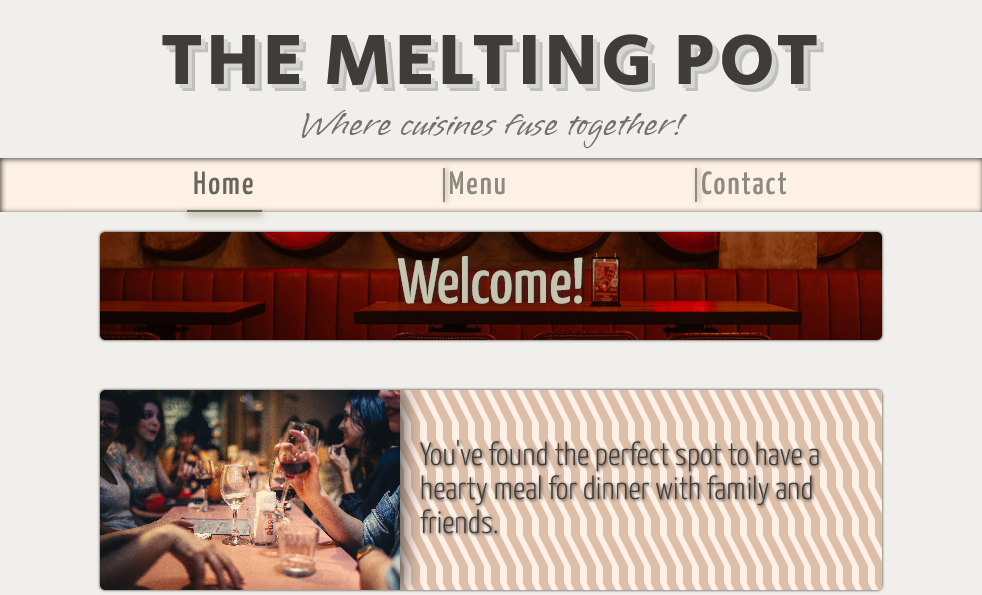 THE MELTING POT
Where cuisines fuse together!
Home
Menu
Contact
Welcome!
You've found the perfect spot to have a
hearty meal for dinner with family and
friends.